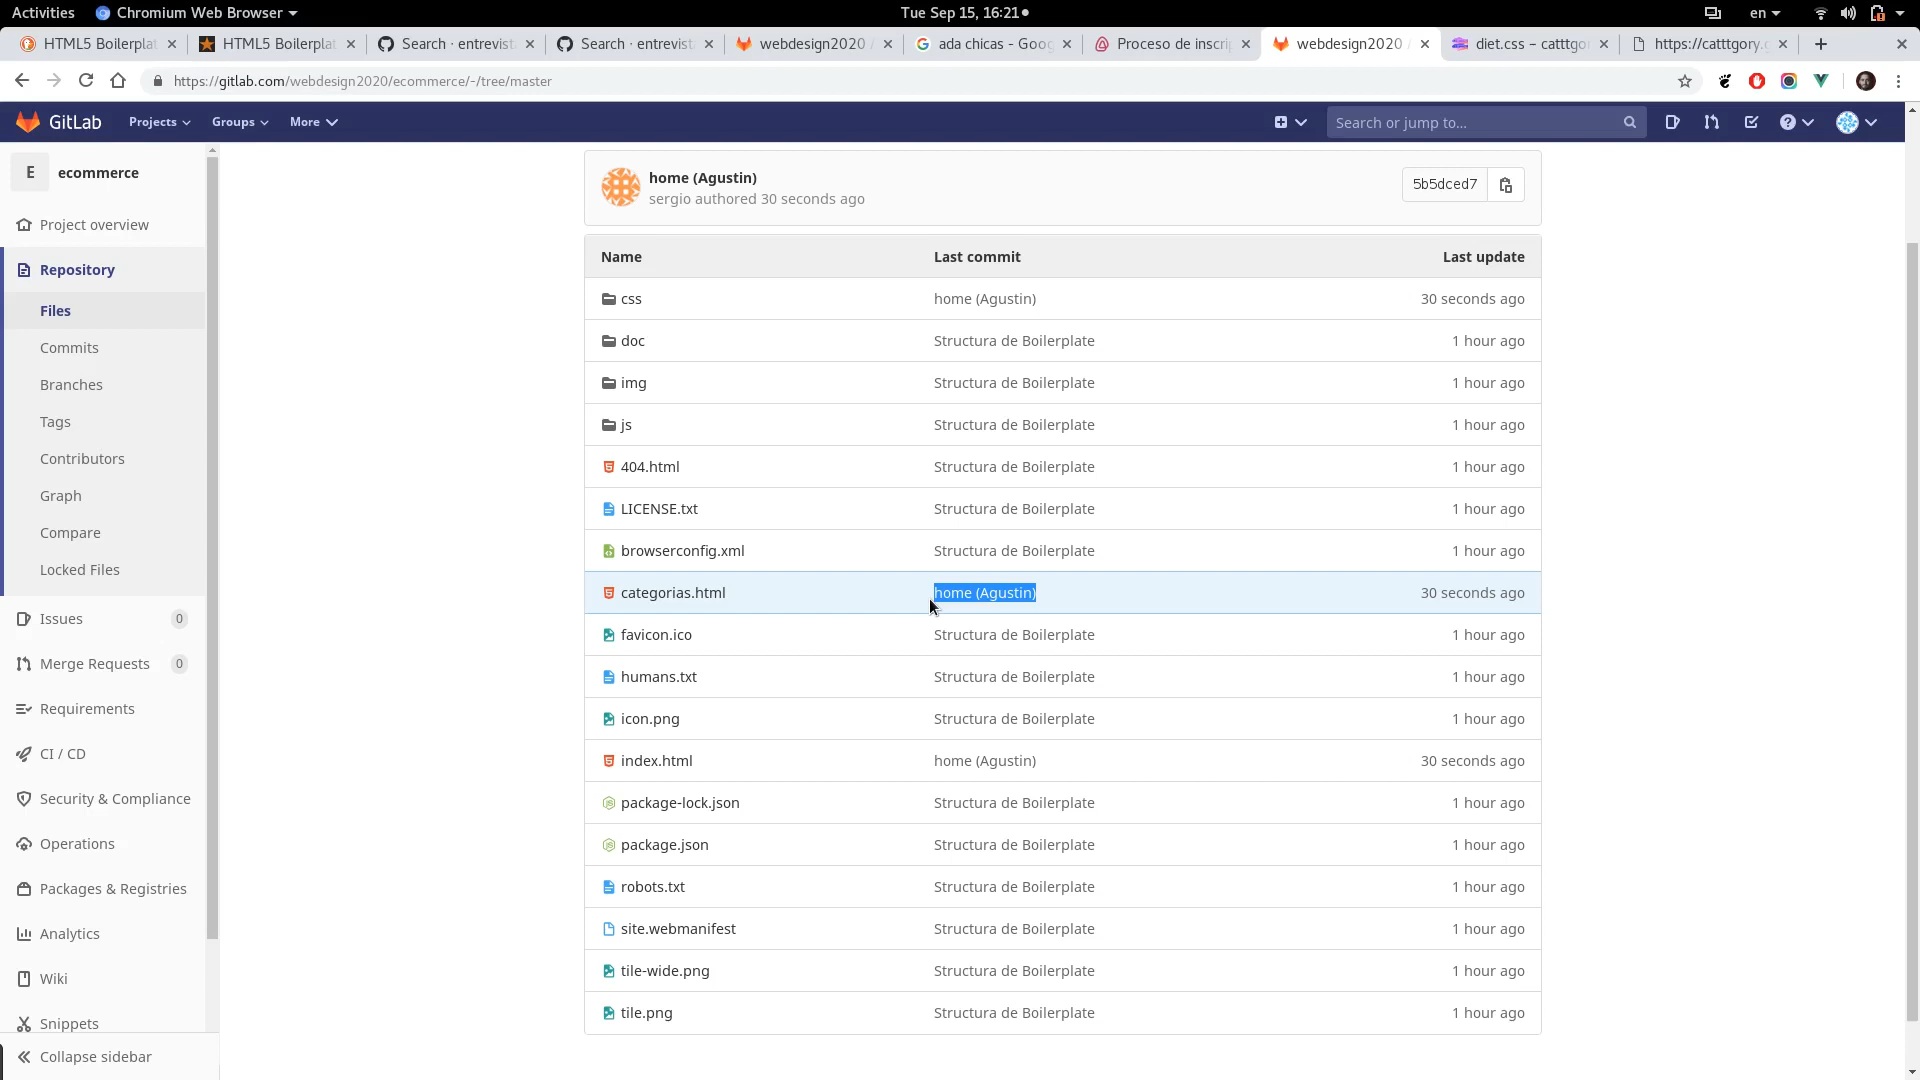 Activities Chromium Web Browser Tue Sep 15, 16:21 en
HTML5 Boilerplat HTML5 Boilerplat Search · entrevist Search · entrevist webdesign2020 / ada chicas - Goog Proceso de inscri webdesign2020 / diet.css – catttgo https://catttgory.g
https://gitlab.com/webdesign2020/ecommerce/-/tree/master
GitLab Projects Groups More Search or jump to...
E ecommerce
Project overview
Repository
Files
Commits
Branches
Tags
Contributors
Graph
Compare
Locked Files
Issues 0
Merge Requests 0
Requirements
CI / CD
Security & Compliance
Operations
Packages & Registries
Analytics
Wiki
Snippets
Collapse sidebar
home (Agustin)
sergio authored 30 seconds ago
5b5dced7
Name Last commit Last update
css home (Agustin) 30 seconds ago
doc Structura de Boilerplate 1 hour ago
img Structura de Boilerplate 1 hour ago
js Structura de Boilerplate 1 hour ago
404.html Structura de Boilerplate 1 hour ago
LICENSE.txt Structura de Boilerplate 1 hour ago
browserconfig.xml Structura de Boilerplate 1 hour ago
categorias.html home (Agustin) 30 seconds ago
favicon.ico Structura de Boilerplate 1 hour ago
humans.txt Structura de Boilerplate 1 hour ago
icon.png Structura de Boilerplate 1 hour ago
index.html home (Agustin) 30 seconds ago
package-lock.json Structura de Boilerplate 1 hour ago
package.json Structura de Boilerplate 1 hour ago
robots.txt Structura de Boilerplate 1 hour ago
site.webmanifest Structura de Boilerplate 1 hour ago
tile-wide.png Structura de Boilerplate 1 hour ago
tile.png Structura de Boilerplate 1 hour ago